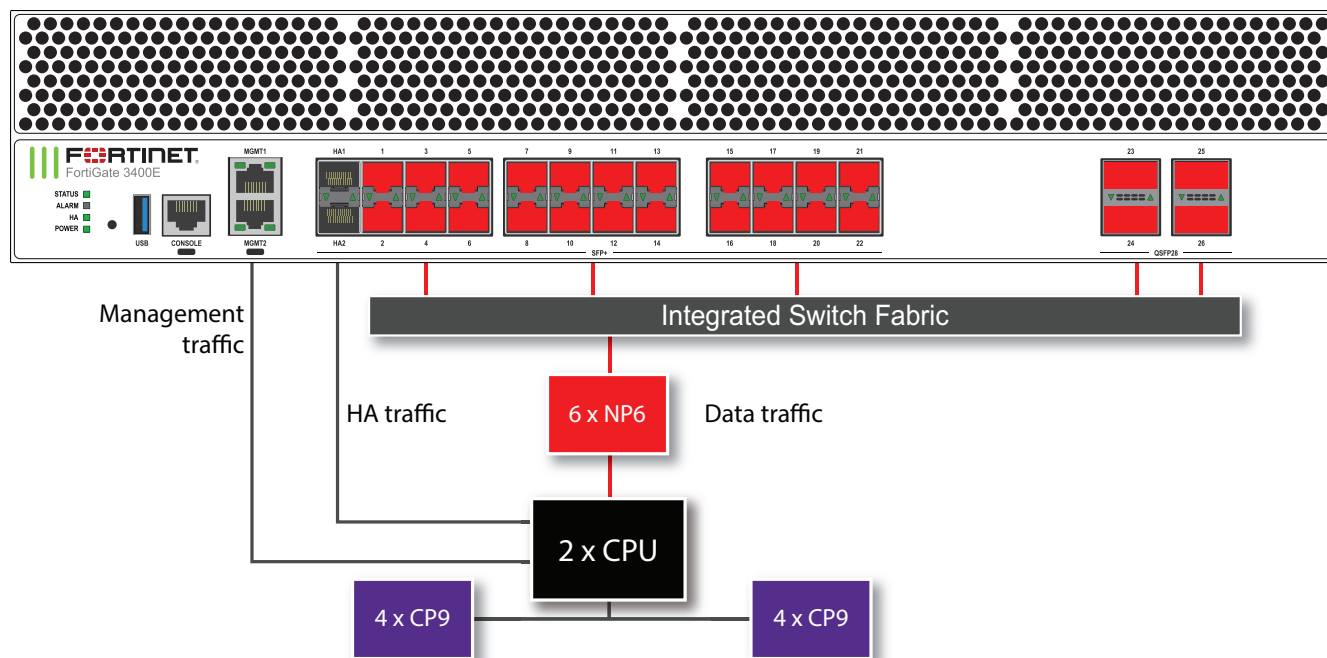 FORTINET
FortiGate 3400E
STATUS
ALARM
HA
POWER
USB
CONSOLE
MGMT1
MGMT2
HA1 1 3 5 7 9 11 13 15 17 19 21 23 25
HA2 2 4 6 8 10 12 14 16 18 20 22 24 26
SFP+
QSFP28
Management
traffic
Integrated Switch Fabric
HA traffic
6 x NP6
Data traffic
2 x CPU
4 x CP9
4 x CP9